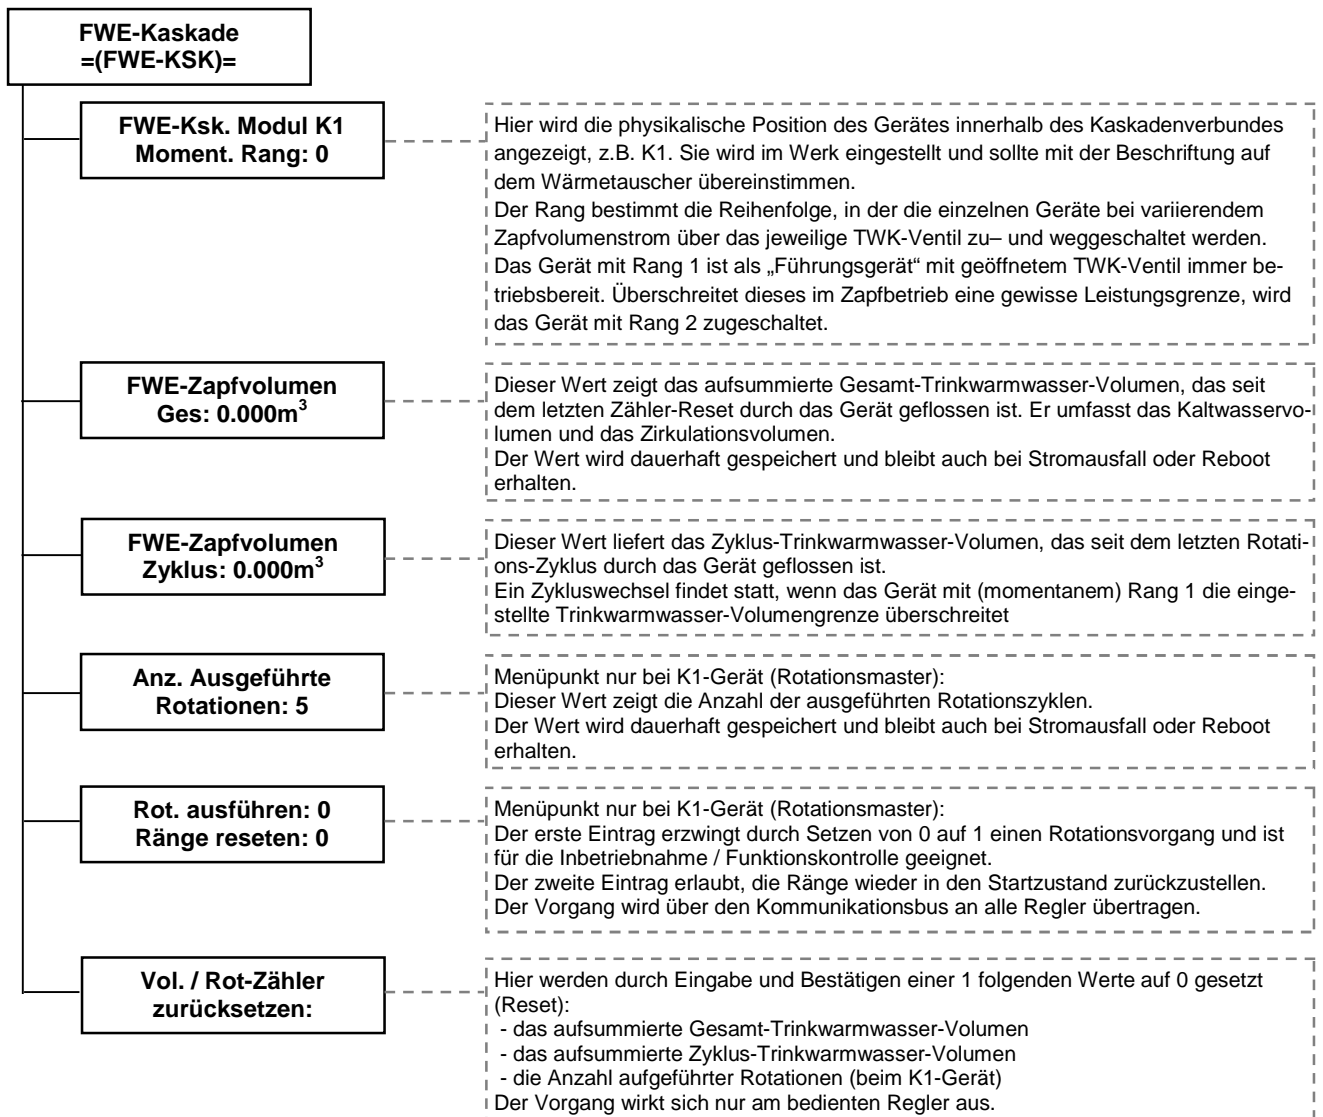 FWE-Kaskade
=(FWE-KSK)=
FWE-Ksk. Modul K1
Moment. Rang: 0
Hier wird die physikalische Position des Gerätes innerhalb des Kaskadenverbundes
angezeigt, z.B. K1. Sie wird im Werk eingestellt und sollte mit der Beschriftung auf
dem Wärmetauscher übereinstimmen.
Der Rang bestimmt die Reihenfolge, in der die einzelnen Geräte bei variierendem
Zapfvolumenstrom über das jeweilige TWK-Ventil zu– und weggeschaltet werden.
Das Gerät mit Rang 1 ist als „Führungsgerät“ mit geöffnetem TWK-Ventil immer be-
triebsbereit. Überschreitet dieses im Zapfbetrieb eine gewisse Leistungsgrenze, wird
das Gerät mit Rang 2 zugeschaltet.
FWE-Zapfvolumen
Ges: 0.000m³
Dieser Wert zeigt das aufsummierte Gesamt-Trinkwarmwasser-Volumen, das seit
dem letzten Zähler-Reset durch das Gerät geflossen ist. Er umfasst das Kaltwasservo-
lumen und das Zirkulationsvolumen.
Der Wert wird dauerhaft gespeichert und bleibt auch bei Stromausfall oder Reboot
erhalten.
FWE-Zapfvolumen
Zyklus: 0.000m³
Dieser Wert liefert das Zyklus-Trinkwarmwasser-Volumen, das seit dem letzten Rotati-
ons-Zyklus durch das Gerät geflossen ist.
Ein Zykluswechsel findet statt, wenn das Gerät mit (momentanem) Rang 1 die einge-
stellte Trinkwarmwasser-Volumengrenze überschreitet
Anz. Ausgeführte
Rotationen: 5
Menüpunkt nur bei K1-Gerät (Rotationsmaster):
Dieser Wert zeigt die Anzahl der ausgeführten Rotationszyklen.
Der Wert wird dauerhaft gespeichert und bleibt auch bei Stromausfall oder Reboot
erhalten.
Rot. ausführen: 0
Ränge reseten: 0
Menüpunkt nur bei K1-Gerät (Rotationsmaster):
Der erste Eintrag erzwingt durch Setzen von 0 auf 1 einen Rotationsvorgang und ist
für die Inbetriebnahme / Funktionskontrolle geeignet.
Der zweite Eintrag erlaubt, die Ränge wieder in den Startzustand zurückzustellen.
Der Vorgang wird über den Kommunikationsbus an alle Regler übertragen.
Vol. / Rot-Zähler
zurücksetzen:
Hier werden durch Eingabe und Bestätigen einer 1 folgenden Werte auf 0 gesetzt
(Reset):
- das aufsummierte Gesamt-Trinkwarmwasser-Volumen
- das aufsummierte Zyklus-Trinkwarmwasser-Volumen
- die Anzahl aufgeführter Rotationen (beim K1-Gerät)
Der Vorgang wirkt sich nur am bedienten Regler aus.